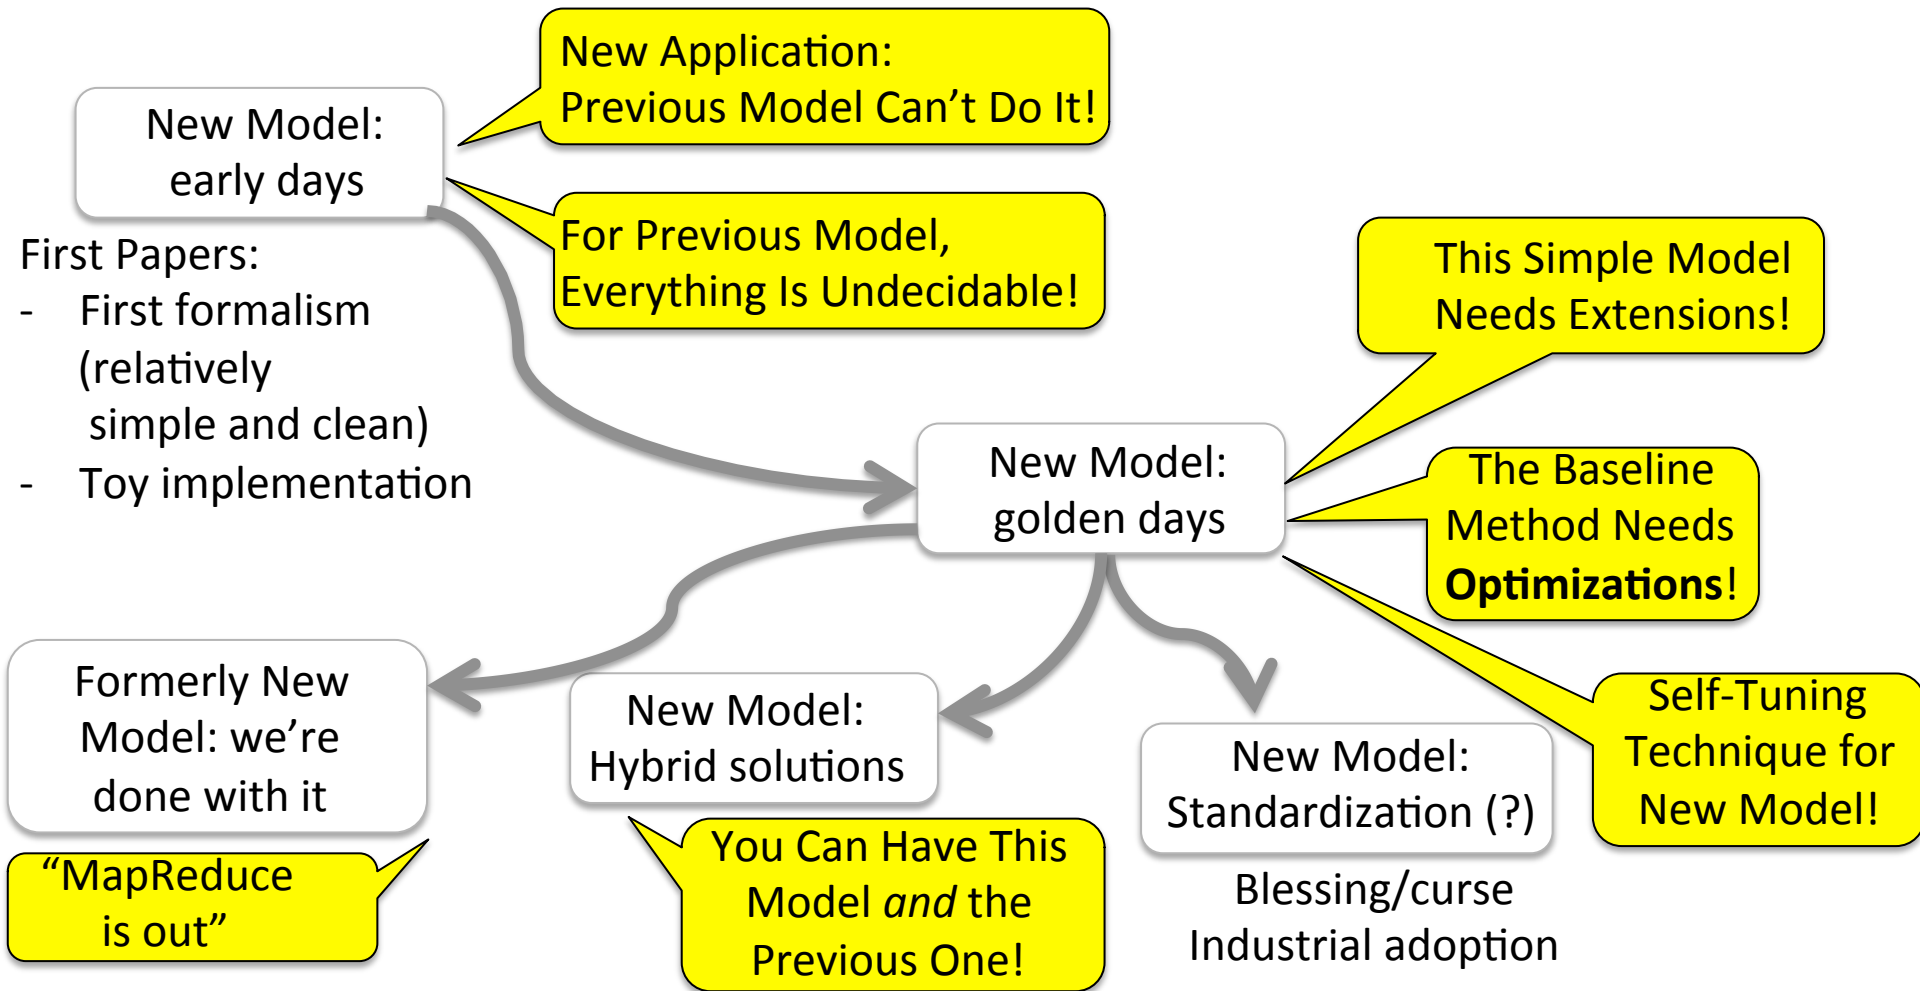 New Application:
Previous Model Can’t Do It!
New Model:
early days
For Previous Model,
Everything Is Undecidable!
First Papers:
- First formalism
(relatively
simple and clean)
- Toy implementation
This Simple Model
Needs Extensions!
New Model:
golden days
The Baseline
Method Needs
Optimizations!
Self-Tuning
Technique for
New Model!
Formerly New
Model: we’re
done with it
“MapReduce
is out”
New Model:
Hybrid solutions
You Can Have This
Model and the
Previous One!
New Model:
Standardization (?)
Blessing/curse
Industrial adoption